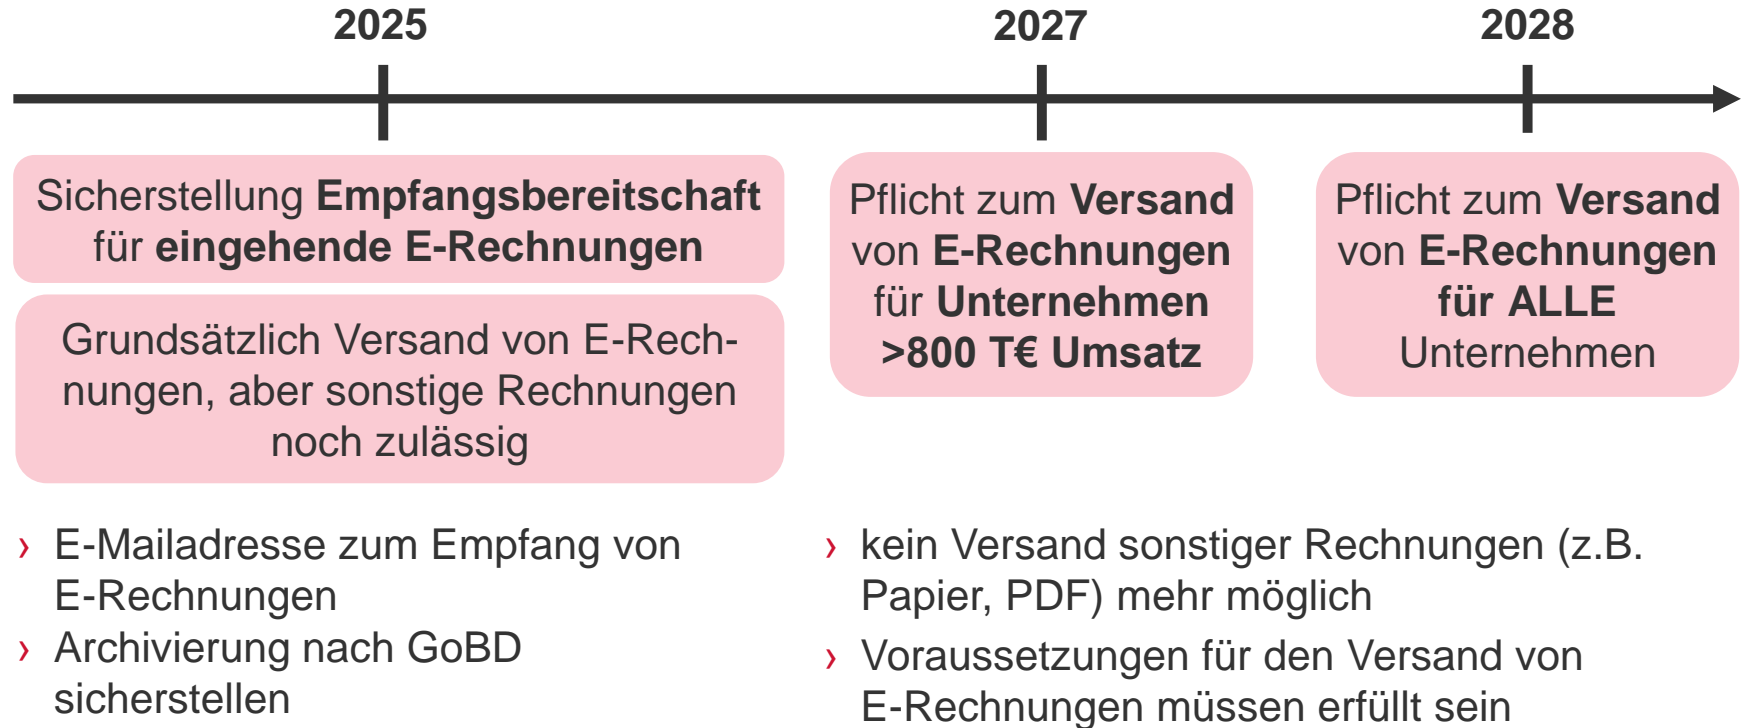 2025
2027
2028
Sicherstellung Empfangsbereitschaft
für eingehende E-Rechnungen
Grundsätzlich Versand von E-Rech-
nungen, aber sonstige Rechnungen
noch zulässig
Pflicht zum Versand
von E-Rechnungen
für Unternehmen
>800 T€ Umsatz
Pflicht zum Versand
von E-Rechnungen
für ALLE
Unternehmen
› E-Mailadresse zum Empfang von
E-Rechnungen
› Archivierung nach GoBD
sicherstellen
› kein Versand sonstiger Rechnungen (z.B.
Papier, PDF) mehr möglich
› Voraussetzungen für den Versand von
E-Rechnungen müssen erfüllt sein